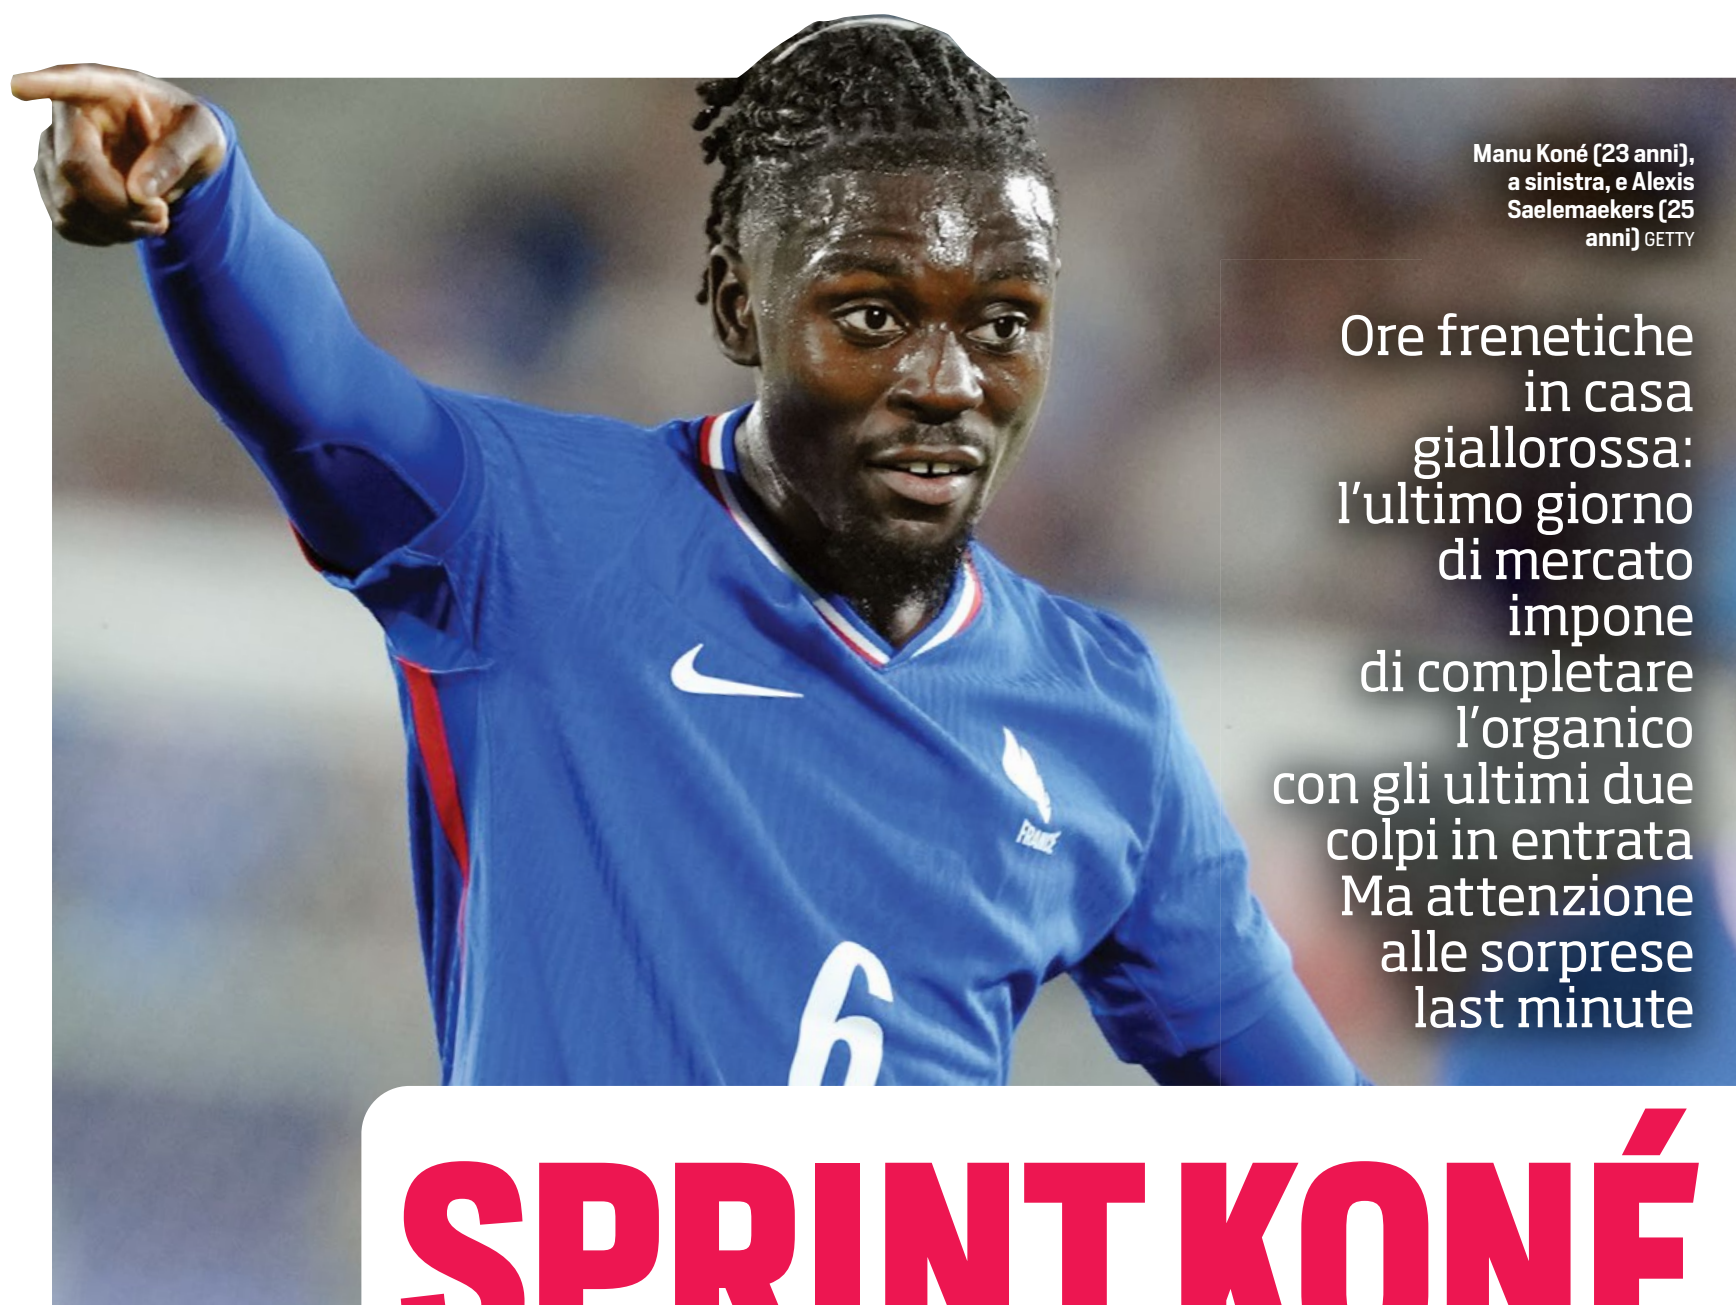 Manu Koné (23 anni),
a sinistra, e Alexis
Saelemaekers (25
anni) GETTY
Ore frenetiche
in casa
giallorossa:
l'ultimo giorno
di mercato
impone
di completare
l'organico
con gli ultimi due
colpi in entrata
Ma attenzione
alle sorprese
last minute
FRANCE
6
SPRINT KONÉ